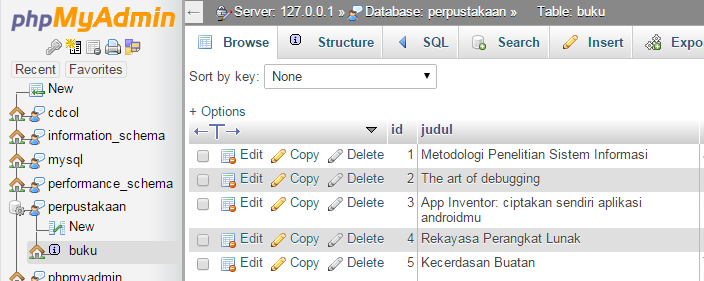 phpMyAdmin
Server: 127.0.0.1 » Database: perpustakaan » Table: buku
Browse Structure SQL Search Insert Expo
Recent Favorites
Sort by key: None
New
cdcol
information_schema
mysql
performance_schema
perpustakaan
New
buku
phpmyadmin
+ Options
←T→ id judul
Edit Copy Delete 1 Metodologi Penelitian Sistem Informasi
Edit Copy Delete 2 The art of debugging
Edit Copy Delete 3 App Inventor: ciptakan sendiri aplikasi
androidmu
Edit Copy Delete 4 Rekayasa Perangkat Lunak
Edit Copy Delete 5 Kecerdasan Buatan